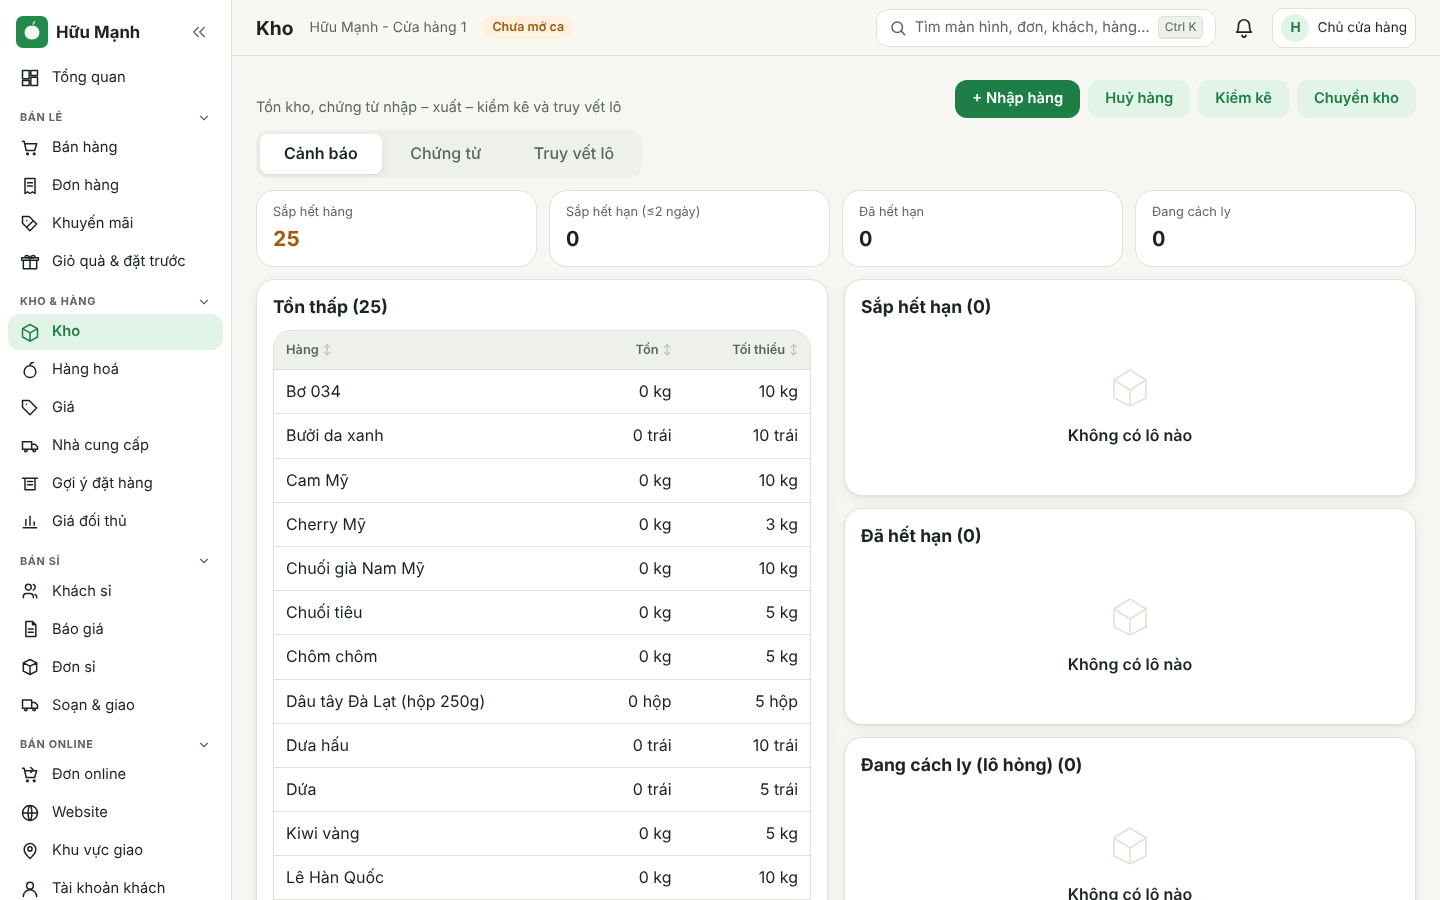 Hữu Mạnh
Tổng quan
BÁN LẺ
Bán hàng
Đơn hàng
Khuyến mãi
Giỏ quà & đặt trước
KHO & HÀNG
Kho
Hàng hoá
Giá
Nhà cung cấp
Gợi ý đặt hàng
Giá đối thủ
BÁN SỈ
Khách sỉ
Báo giá
Đơn sỉ
Soạn & giao
BÁN ONLINE
Đơn online
Website
Khu vực giao
Tài khoản khách
Kho Hữu Mạnh - Cửa hàng 1 Chưa mở ca
Tìm màn hình, đơn, khách, hàng... Ctrl K
H Chủ cửa hàng
Tồn kho, chứng từ nhập – xuất – kiểm kê và truy vết lô
+ Nhập hàng Huỷ hàng Kiểm kê Chuyển kho
Cảnh báo Chứng từ Truy vết lô
Sắp hết hàng
25
Sắp hết hạn (≤2 ngày)
0
Đã hết hạn
0
Đang cách ly
0
Tồn thấp (25)
Hàng Tồn Tối thiểu
Bơ 034 0 kg 10 kg
Bưởi da xanh 0 trái 10 trái
Cam Mỹ 0 kg 10 kg
Cherry Mỹ 0 kg 3 kg
Chuối già Nam Mỹ 0 kg 10 kg
Chuối tiêu 0 kg 5 kg
Chôm chôm 0 kg 5 kg
Dâu tây Đà Lạt (hộp 250g) 0 hộp 5 hộp
Dưa hấu 0 trái 10 trái
Dứa 0 trái 5 trái
Kiwi vàng 0 kg 5 kg
Lê Hàn Quốc 0 kg 10 kg
Sắp hết hạn (0)
Không có lô nào
Đã hết hạn (0)
Không có lô nào
Đang cách ly (lô hỏng) (0)
Không có lô nào